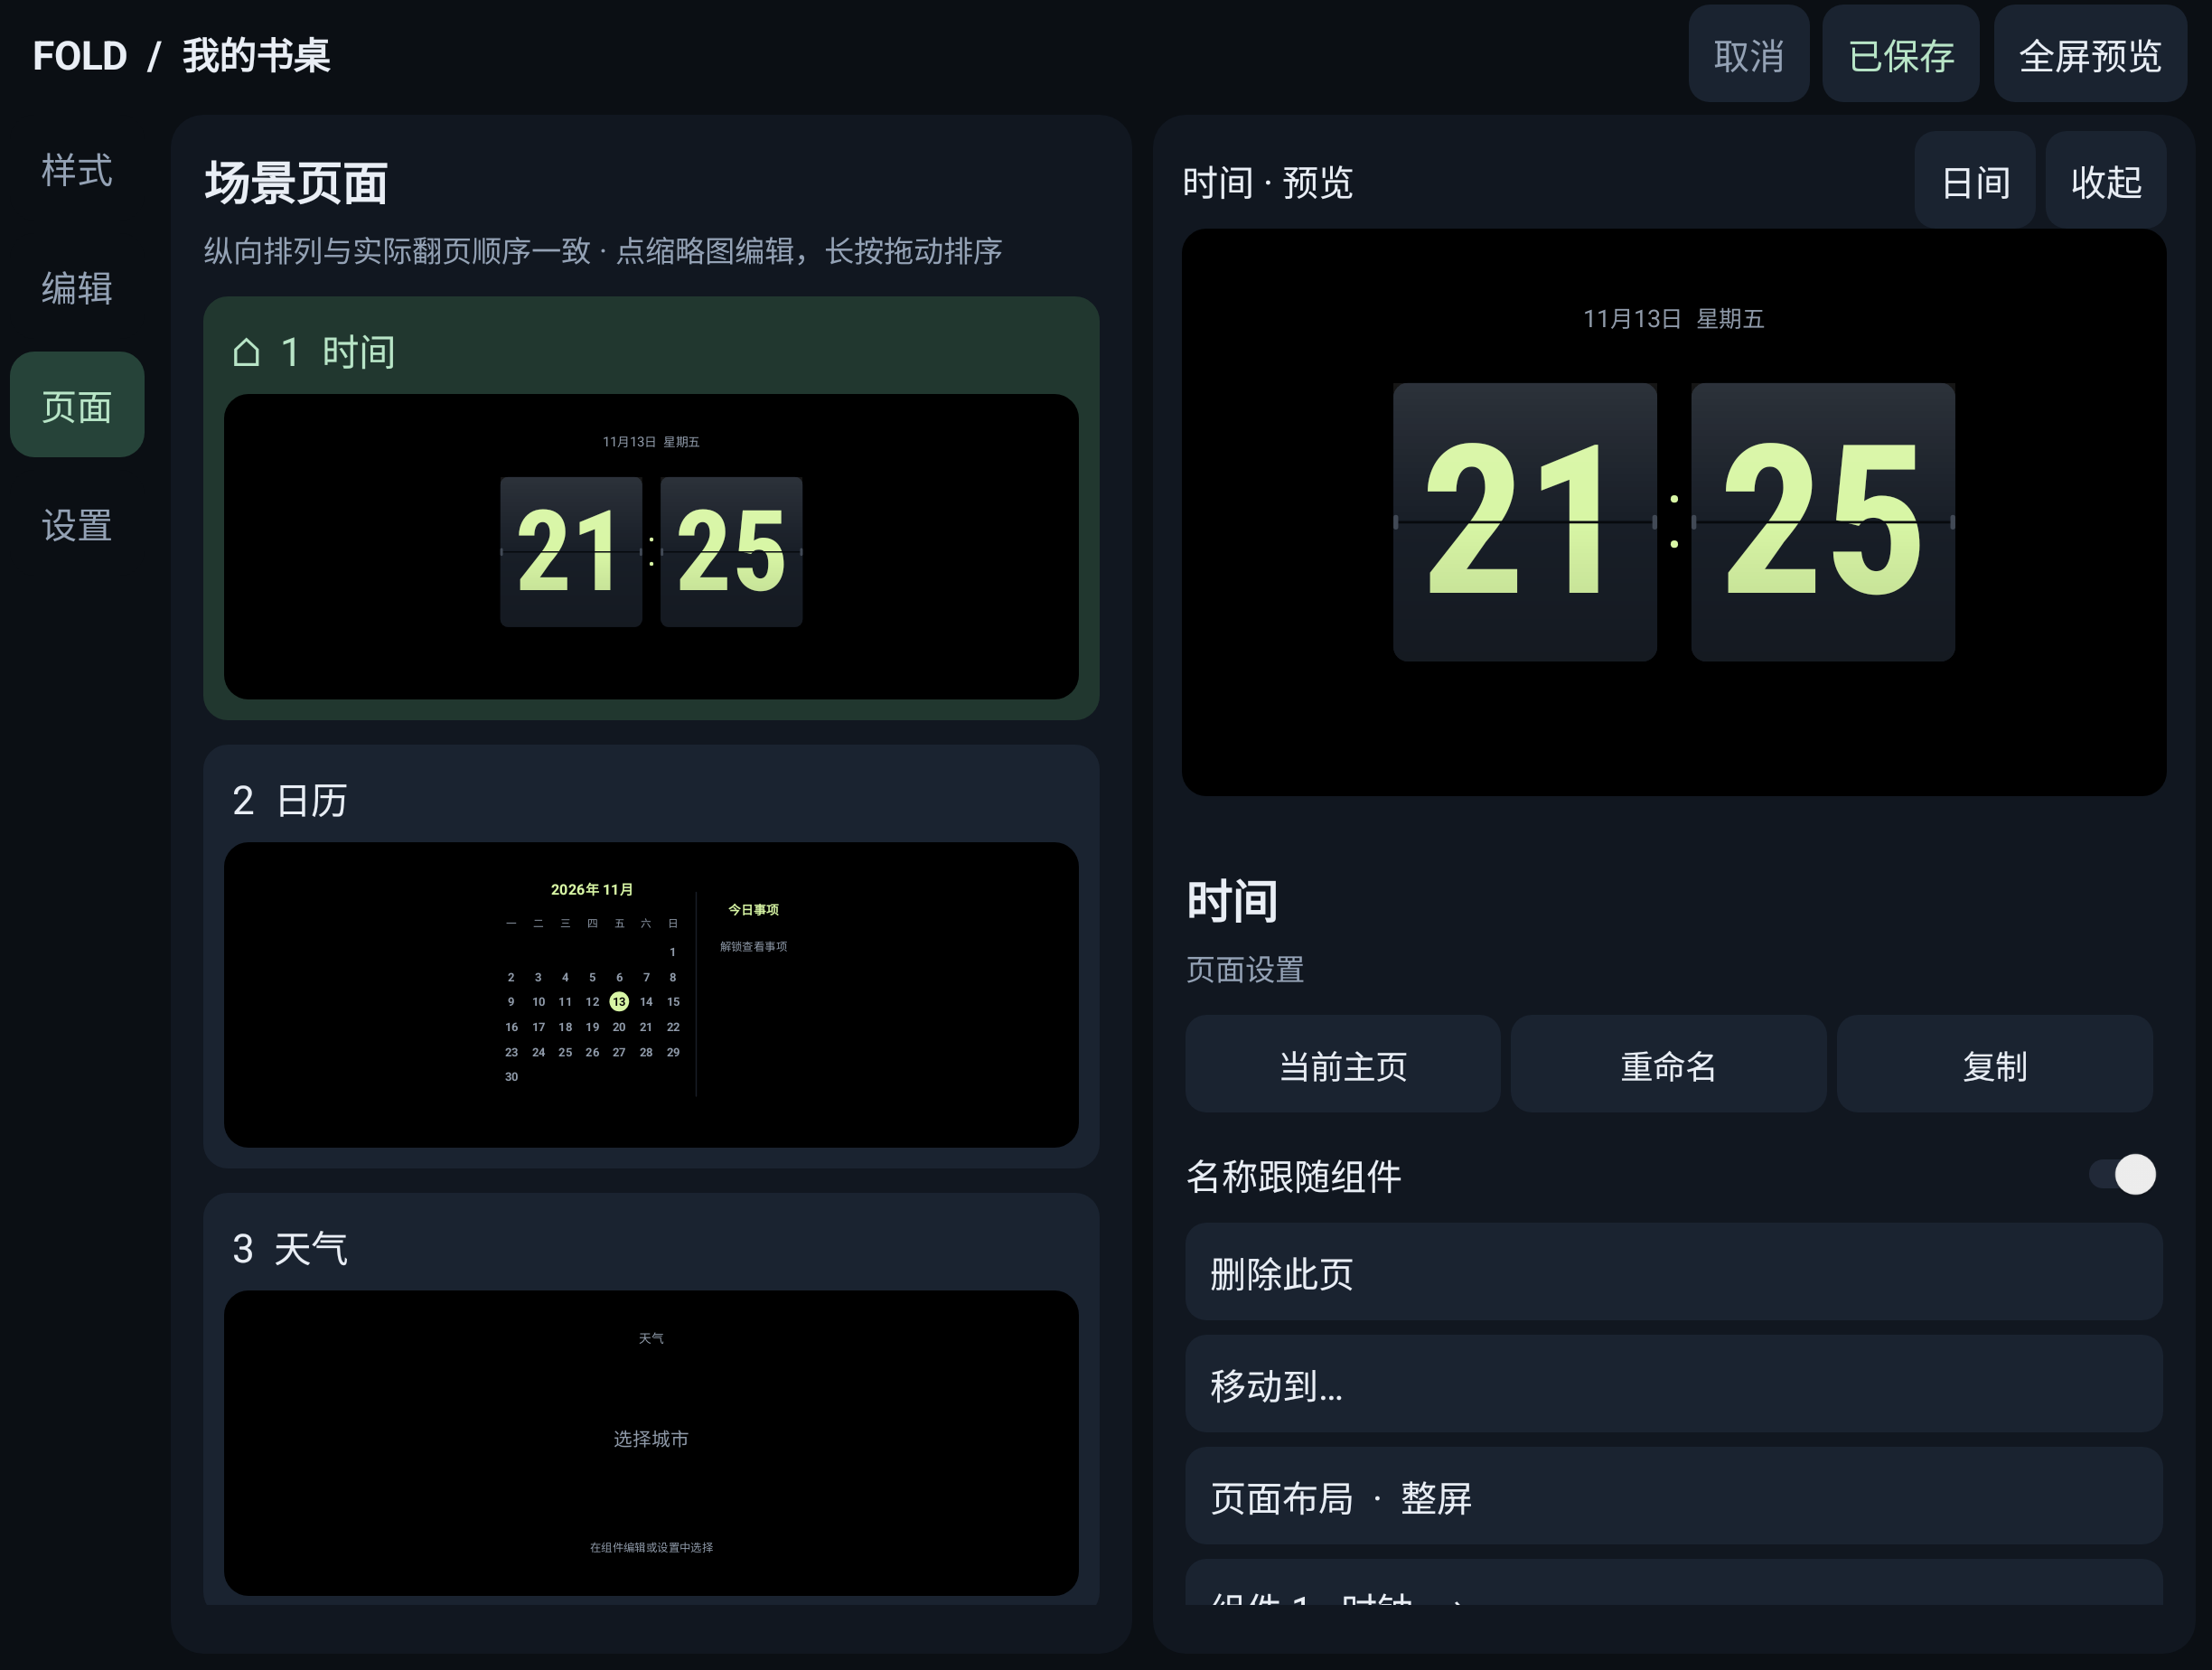 FOLD / 我的书桌
取消
已保存
全屏预览
样式
编辑
页面
设置
场景页面
纵向排列与实际翻页顺序一致 · 点缩略图编辑，长按拖动排序
1 时间
11月13日 星期五
21:25
2 日历
2026年 11月
一 二 三 四 五 六 日
1
2 3 4 5 6 7 8
9 10 11 12 13 14 15
16 17 18 19 20 21 22
23 24 25 26 27 28 29
30
今日事项
解锁查看事项
3 天气
天气
选择城市
在组件编辑或设置中选择
时间 · 预览
日间
收起
11月13日 星期五
21:25
时间
页面设置
当前主页
重命名
复制
名称跟随组件
删除此页
移动到...
页面布局 · 整屏
组件 1 · 时钟